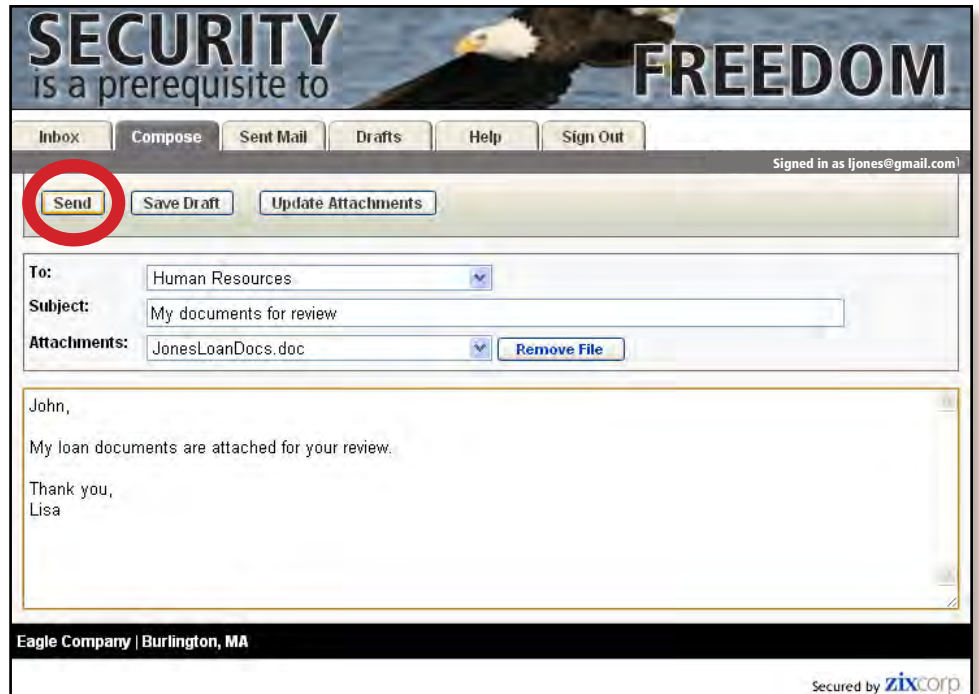 SECURITY
is a prerequisite to
FREEDOM
Inbox Compose Sent Mail Drafts Help Sign Out
Signed in as ljones@gmail.com
Send Save Draft Update Attachments
To: Human Resources
Subject: My documents for review
Attachments: JonesLoanDocs.doc Remove File
John,
My loan documents are attached for your review.
Thank you,
Lisa
Eagle Company | Burlington, MA
Secured by zixcorp